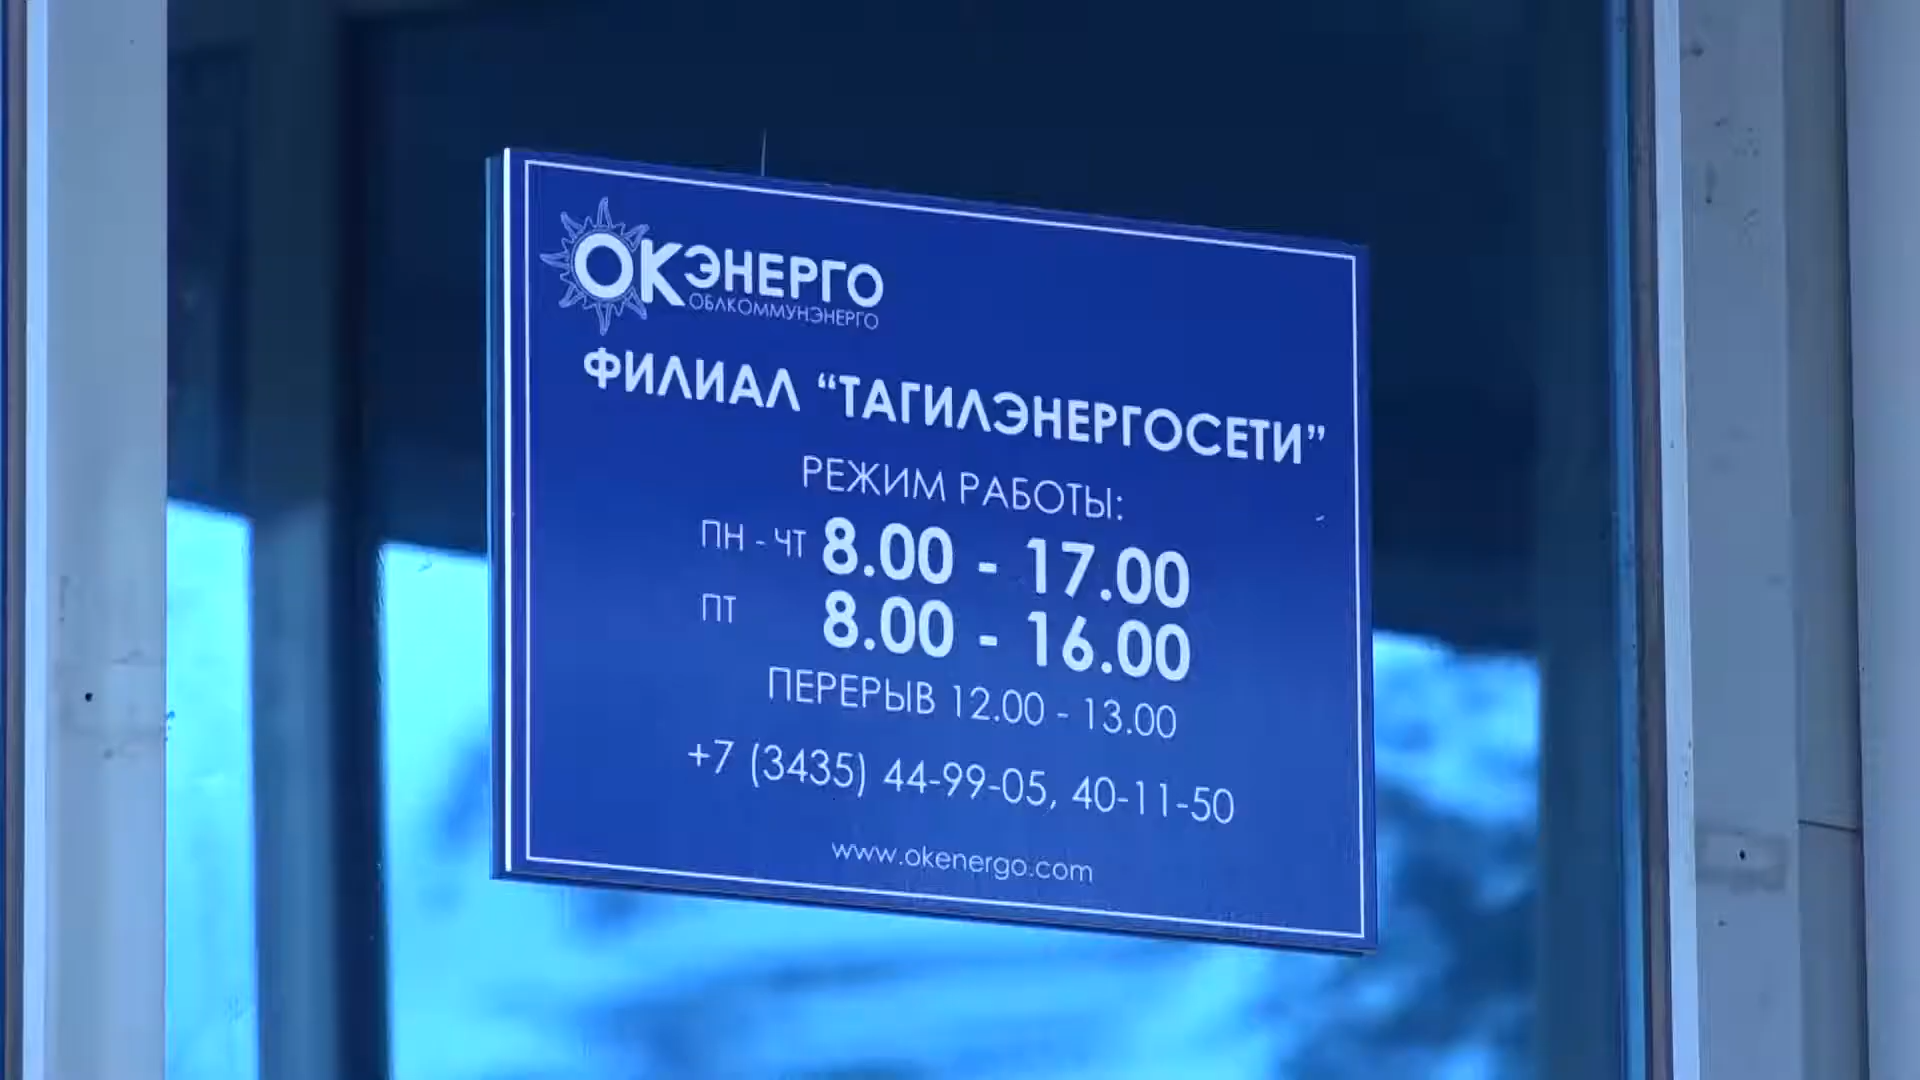 ОКЭНЕРГО
ОБЛКОММУНЭНЕРГО
ФИЛИАЛ “ТАГИЛЭНЕРГОСЕТИ”
РЕЖИМ РАБОТЫ:
ПН - ЧТ 8.00 - 17.00
ПТ 8.00 - 16.00
ПЕРЕРЫВ 12.00 - 13.00
+7 (3435) 44-99-05, 40-11-50
www.okenergo.com